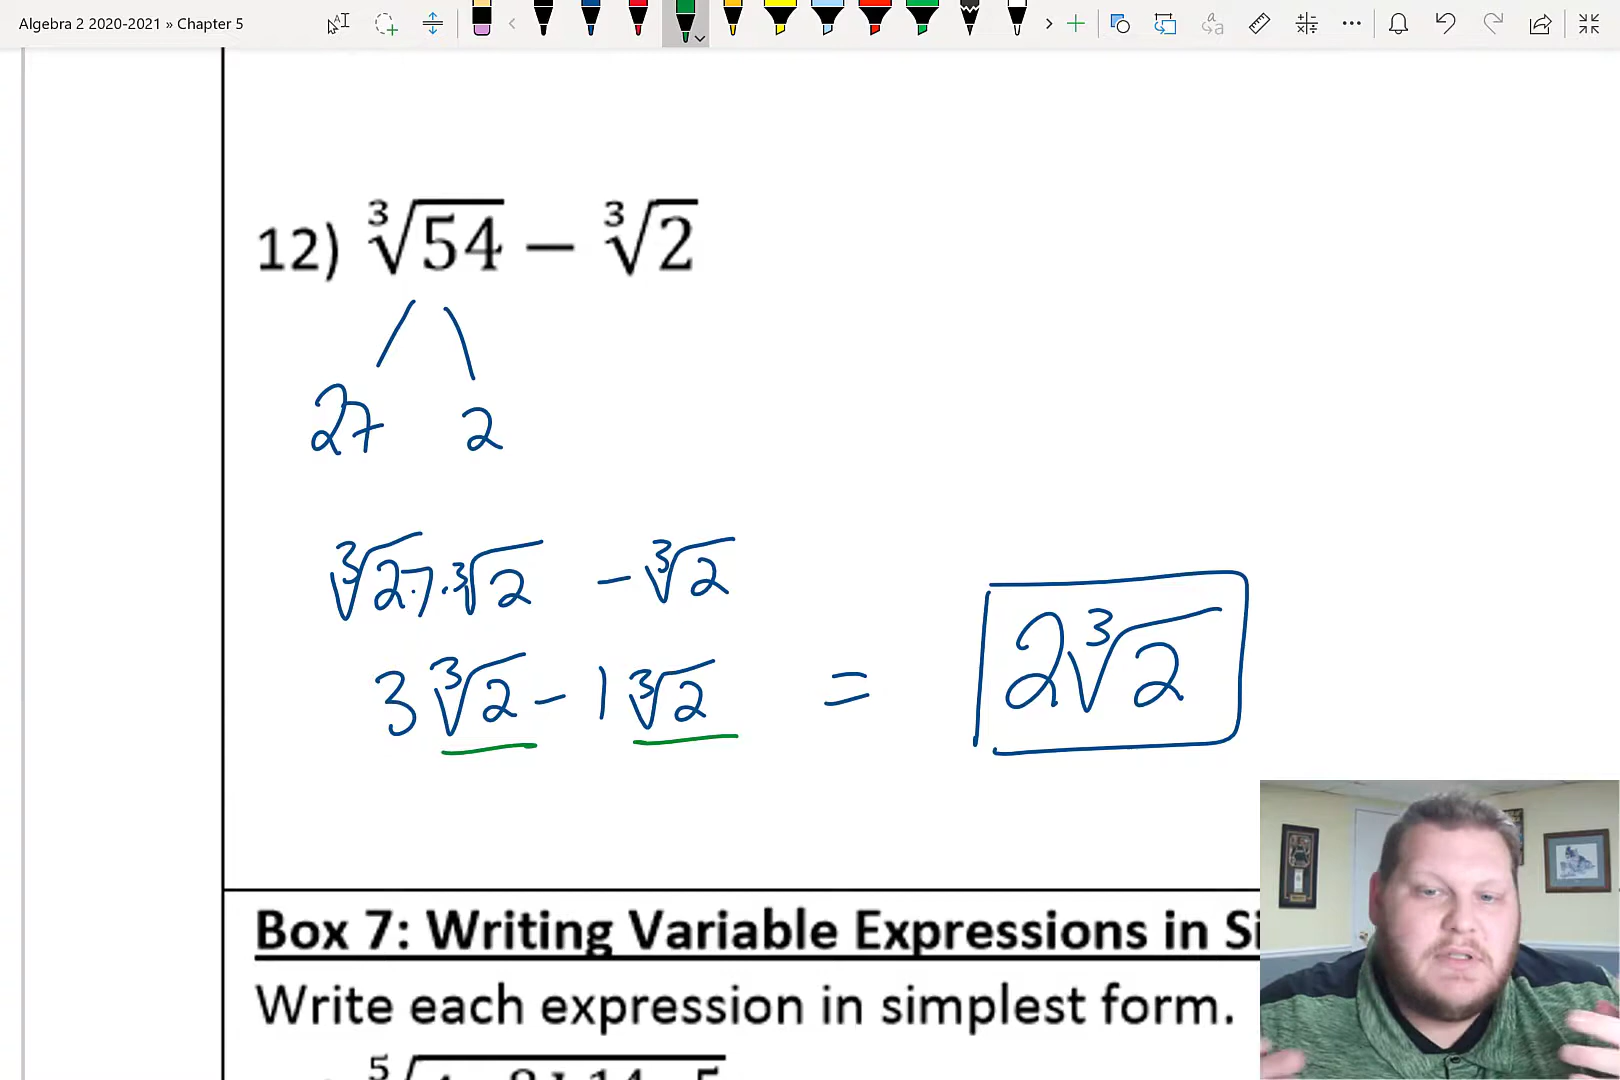 Algebra 2 2020-2021 » Chapter 5
12) ∛54 − ∛2
27 2
∛27·∛2 − ∛2
3∛2 − 1∛2 = 2∛2
Box 7: Writing Variable Expressions in Si
Write each expression in simplest form.